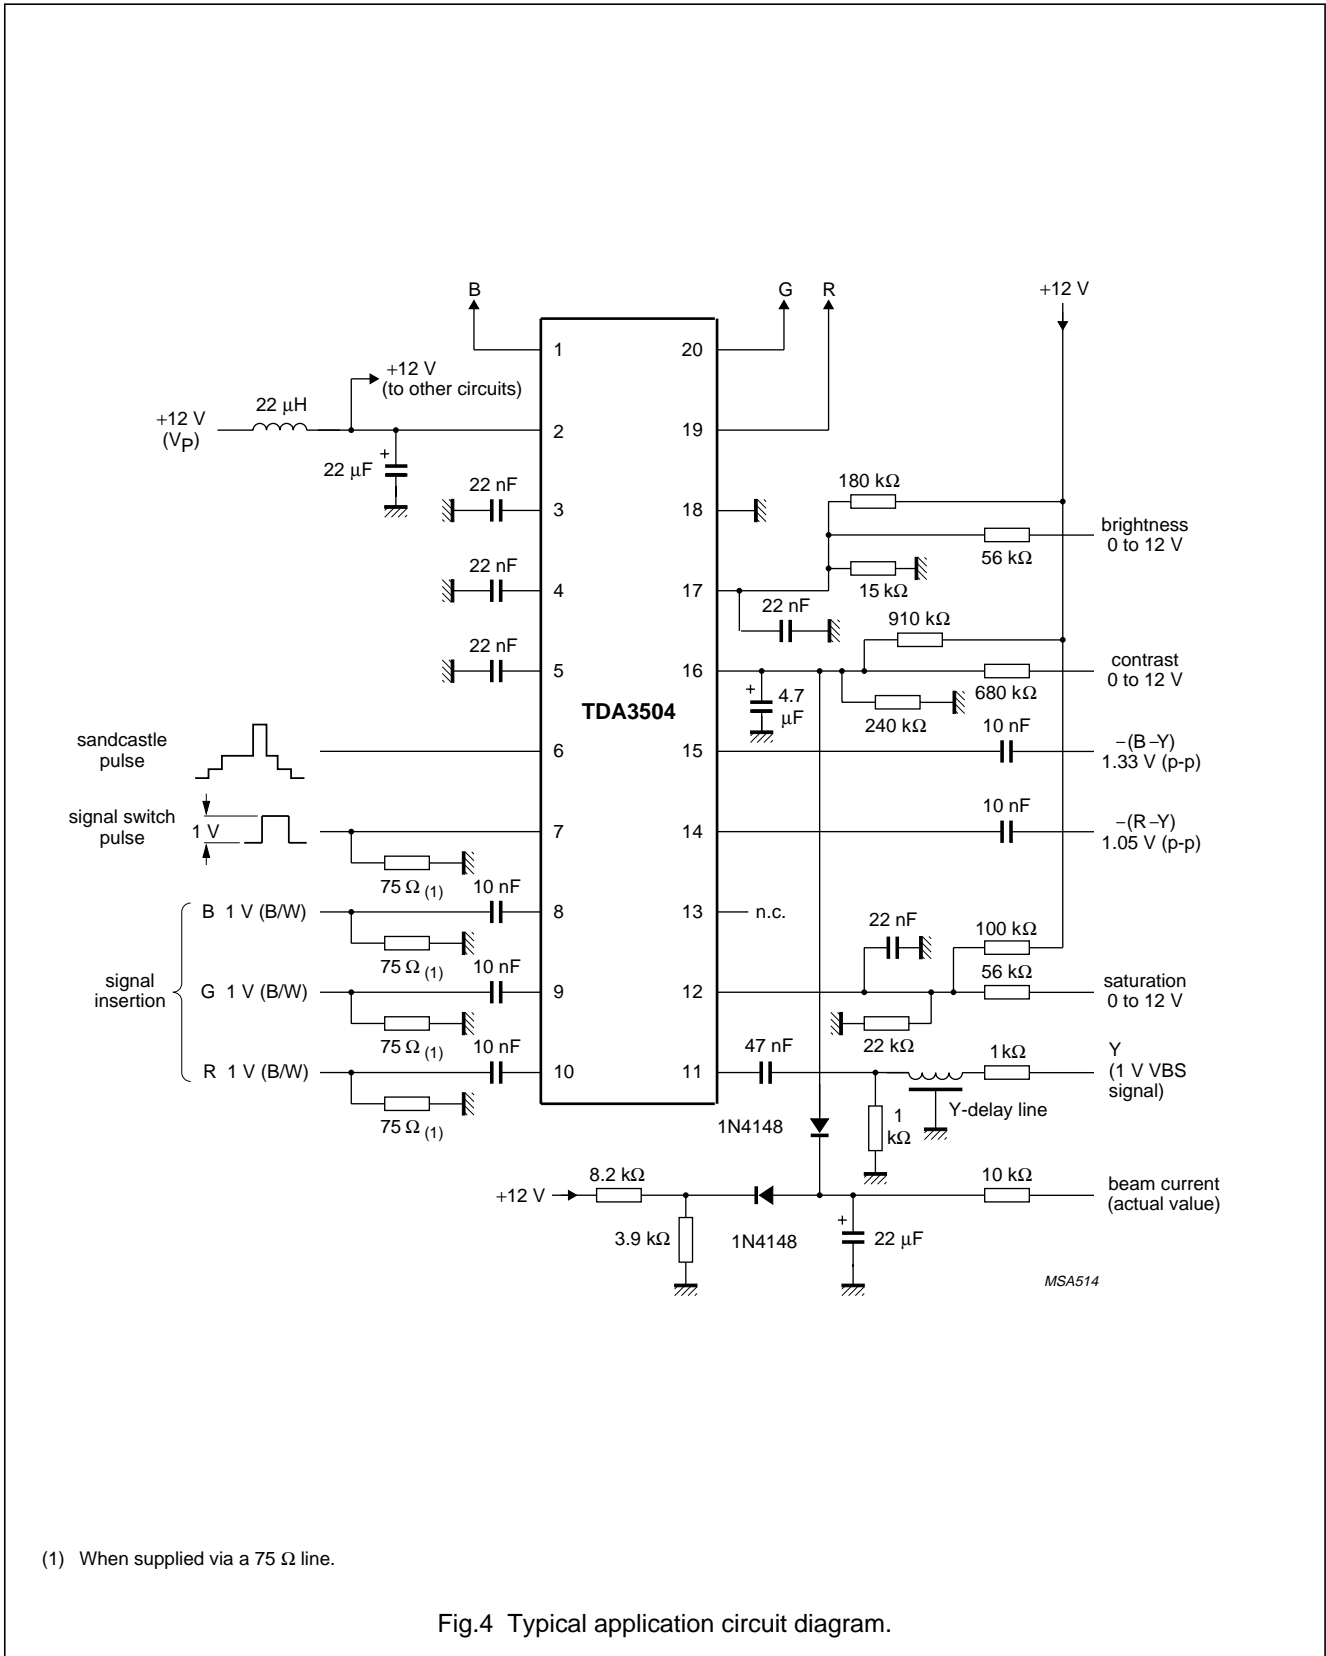 B
G R
+12 V
1 20
+12 V
(to other circuits)
22 μH
+12 V
(VP)
2 19
22 μF
+
180 kΩ
22 nF
3 18
brightness
0 to 12 V
56 kΩ
22 nF
4 17
15 kΩ
22 nF
910 kΩ
22 nF
5 16
contrast
0 to 12 V
680 kΩ
+
4.7
μF
240 kΩ
TDA3504
10 nF
sandcastle
pulse
6 15
–(B–Y)
1.33 V (p-p)
10 nF
signal switch
pulse
1 V
7 14
–(R–Y)
1.05 V (p-p)
75 Ω (1)
10 nF
B 1 V (B/W)
8 13
n.c.
22 nF
100 kΩ
75 Ω (1)
10 nF
56 kΩ
signal
insertion
G 1 V (B/W)
9 12
saturation
0 to 12 V
22 kΩ
75 Ω (1)
10 nF
47 nF
1kΩ
R 1 V (B/W)
10 11
Y
(1 V VBS
signal)
75 Ω (1)
Y-delay line
1
kΩ
1N4148
8.2 kΩ
10 kΩ
+12 V
beam current
(actual value)
3.9 kΩ
1N4148
+
22 μF
MSA514
(1) When supplied via a 75 Ω line.
Fig.4 Typical application circuit diagram.